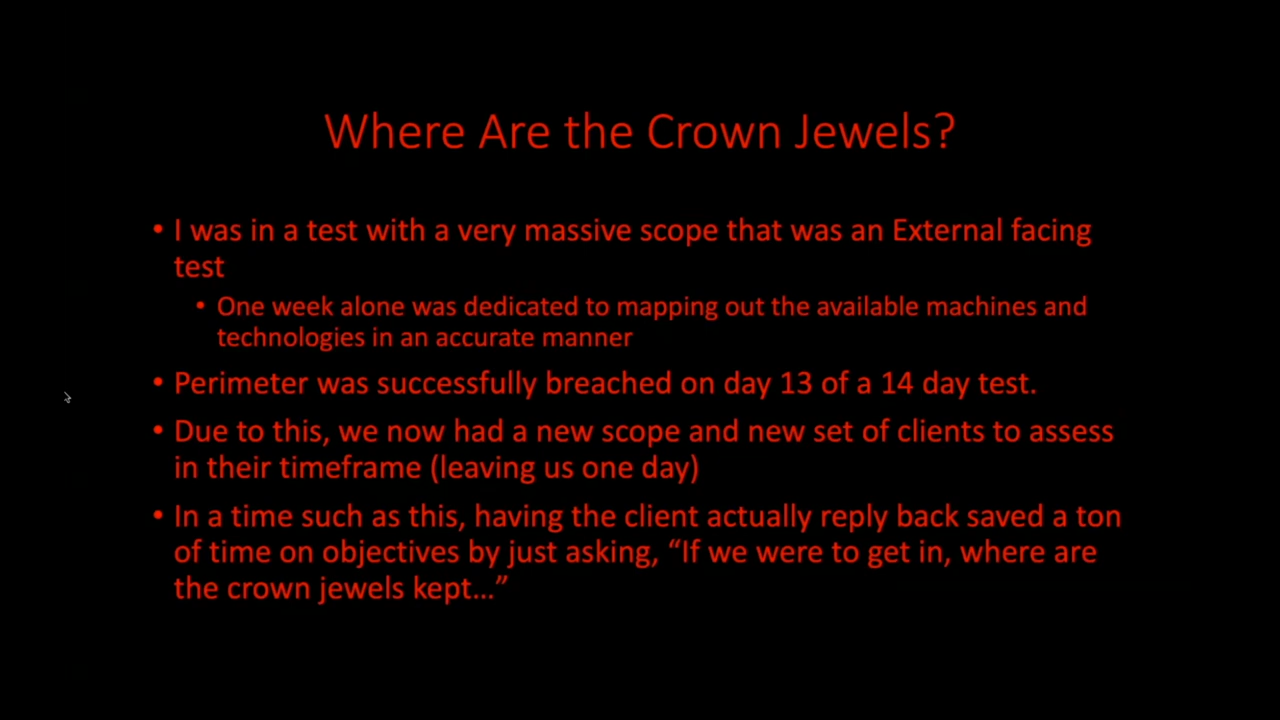 Where Are the Crown Jewels?
• I was in a test with a very massive scope that was an External facing
test
• One week alone was dedicated to mapping out the available machines and
technologies in an accurate manner
• Perimeter was successfully breached on day 13 of a 14 day test.
• Due to this, we now had a new scope and new set of clients to assess
in their timeframe (leaving us one day)
• In a time such as this, having the client actually reply back saved a ton
of time on objectives by just asking, “If we were to get in, where are
the crown jewels kept…”